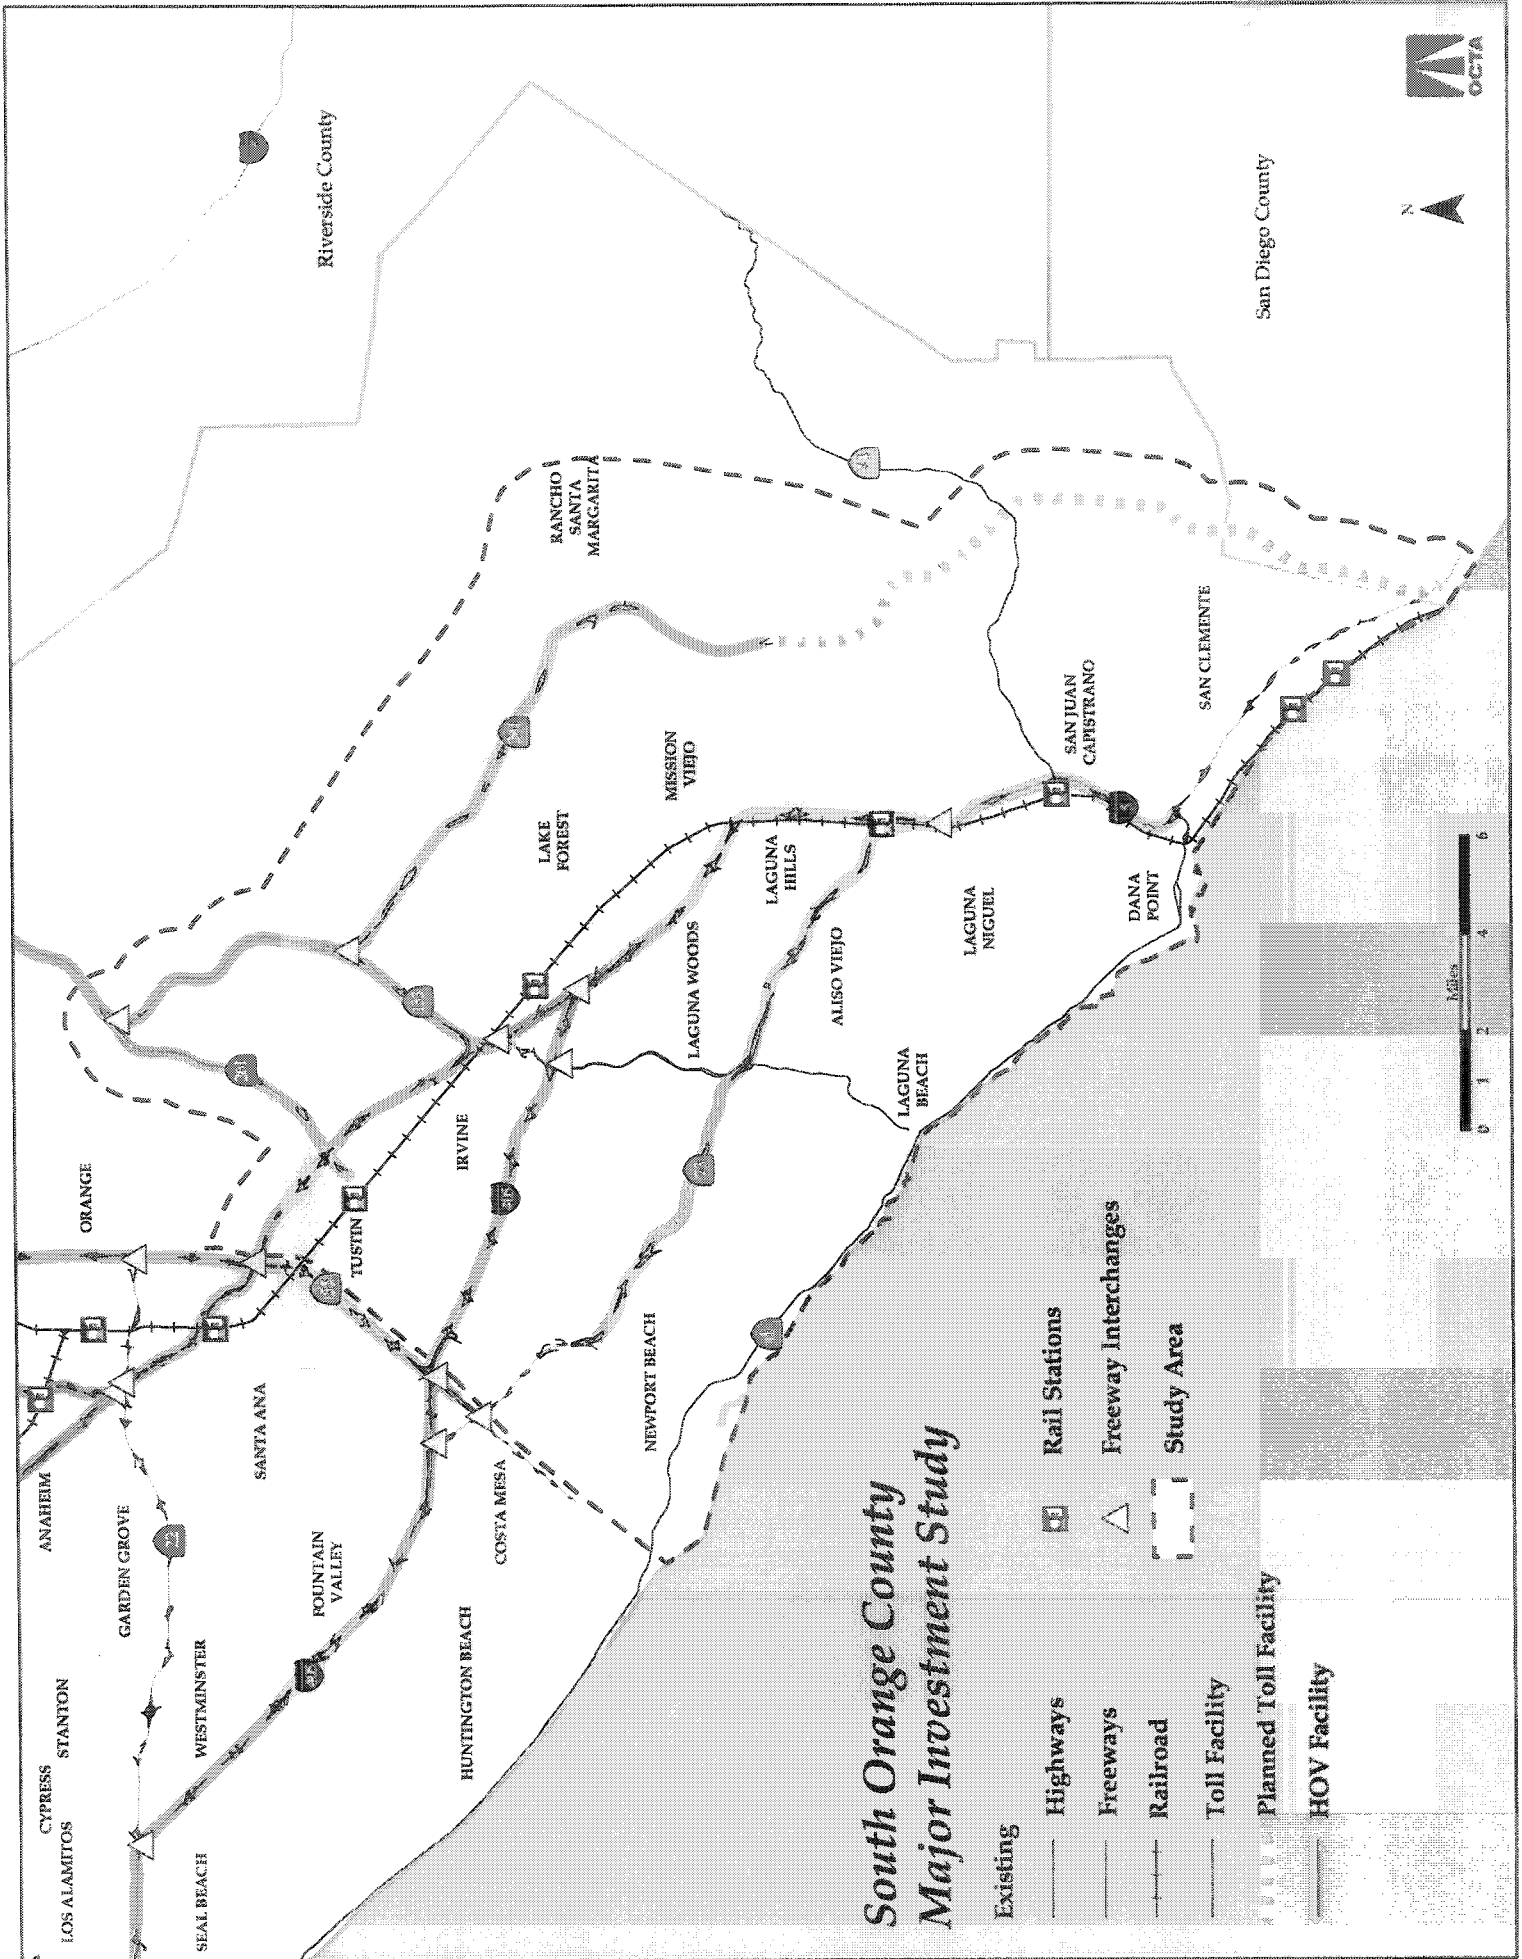 South Orange County
Major Investment Study
Existing
Highways
Freeways
Railroad
Toll Facility
Planned Toll Facility
HOV Facility
Rail Stations
Freeway Interchanges
Study Area
CYPRESS
LOS ALAMITOS
STANTON
SEAL BEACH
WESTMINSTER
GARDEN GROVE
ANAHEIM
22
FOUNTAIN
VALLEY
HUNTINGTON BEACH
SANTA ANA
COSTA MESA
NEWPORT BEACH
ORANGE
TUSTIN
IRVINE
LAGUNA WOODS
LAGUNA
BEACH
ALISO VIEJO
LAGUNA
HILLS
LAGUNA
NIGUEL
LAKE
FOREST
MISSION
VIEJO
RANCHO
SANTA
MARGARITA
DANA
POINT
SAN JUAN
CAPISTRANO
SAN CLEMENTE
Riverside County
San Diego County
N
OCTA
Miles
0 1 2 4 6